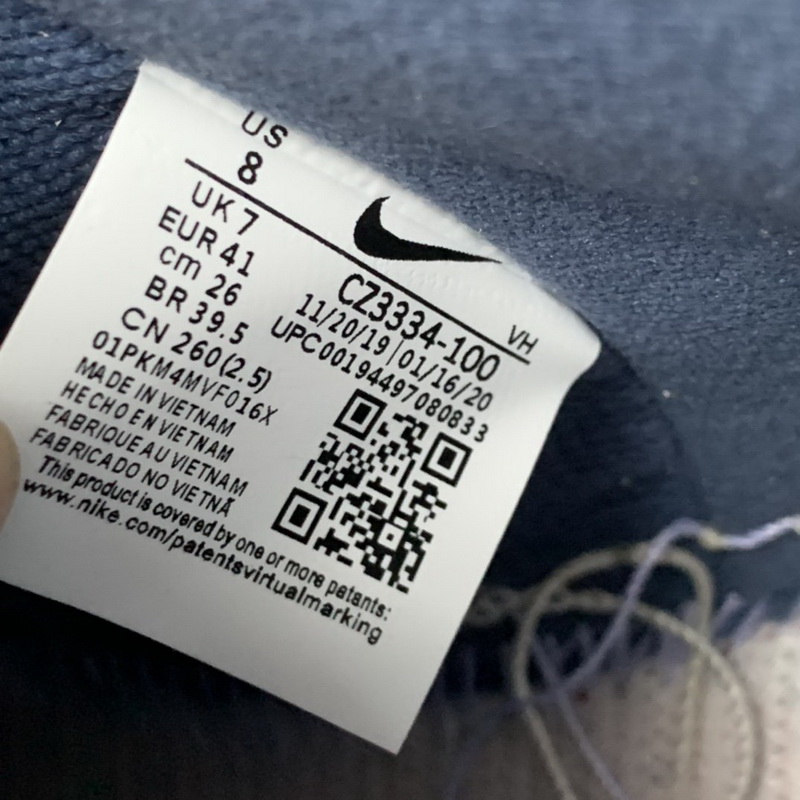 US
8
UK 7
EUR 41
cm 26
BR 39.5
CN 260(2.5)
01PKM4MVF016X
MADE IN VIETNAM
HECHO EN VIETNAM
FABRIQUE AU VIETNAM
FABRICADO NO VIETNÃ
This product is covered by one or more patents:
www.nike.com/patentsvirtualmarking
VH
CZ3334-100
11/20/19|01/16/20
UPC00194497080833